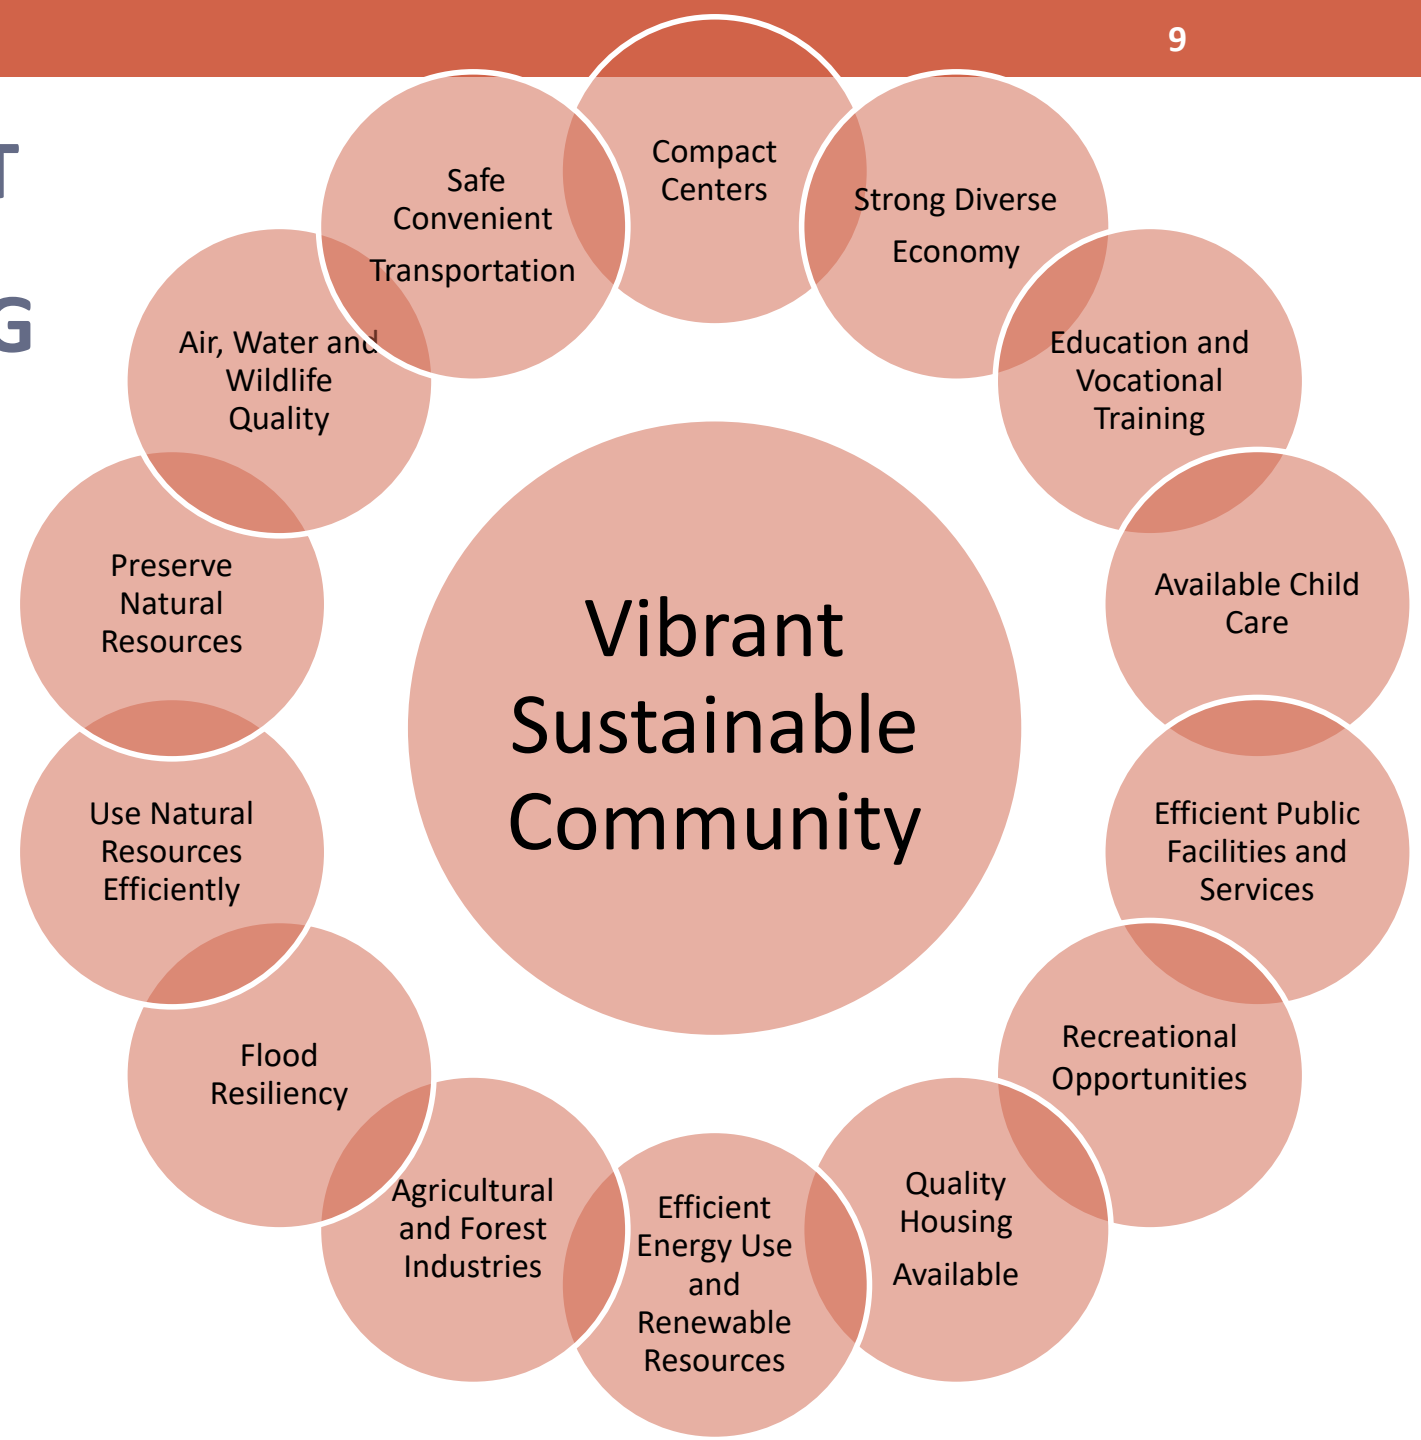 9
T
G
Compact
Centers
Strong Diverse
Economy
Education and
Vocational
Training
Available Child
Care
Efficient Public
Facilities and
Services
Recreational
Opportunities
Quality
Housing
Available
Efficient
Energy Use
and
Renewable
Resources
Agricultural
and Forest
Industries
Flood
Resiliency
Use Natural
Resources
Efficiently
Preserve
Natural
Resources
Air, Water and
Wildlife
Quality
Safe
Convenient
Transportation
Vibrant
Sustainable
Community